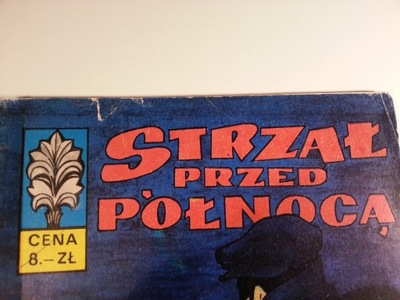 STRZAŁ
PRZED
PÓŁNOCĄ
CENA
8.—ZŁ